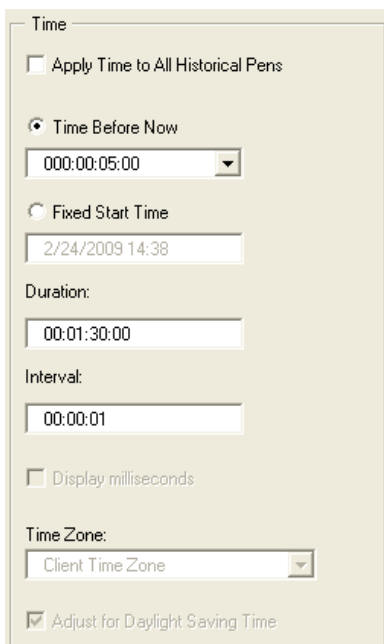 Time
Apply Time to All Historical Pens
Time Before Now
000:00:05:00
Fixed Start Time
2/24/2009 14:38
Duration:
00:01:30:00
Interval:
00:00:01
Display milliseconds
Time Zone:
Client Time Zone
Adjust for Daylight Saving Time